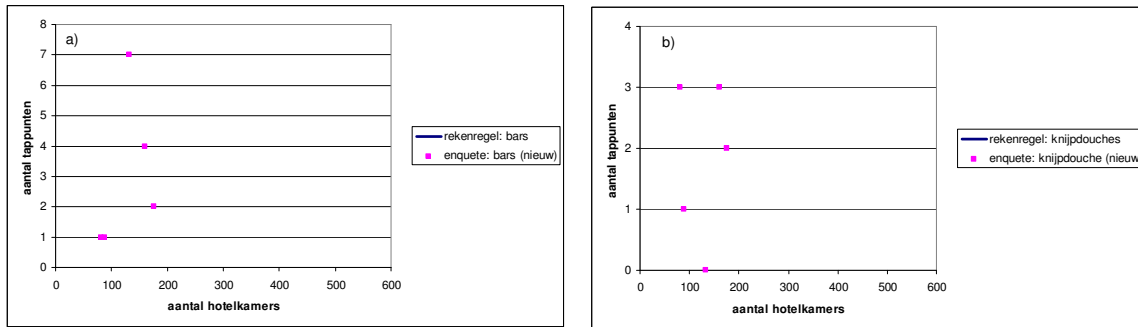 a)
8
7
6
5
4
3
2
1
0
aantal tappunten
0 100 200 300 400 500 600
aantal hotelkamers
rekenregel: bars
enquete: bars (nieuw)
b)
4
3
2
1
0
aantal tappunten
0 100 200 300 400 500 600
aantal hotelkamers
rekenregel: knijpdouches
enquete: knijpdouche (nieuw